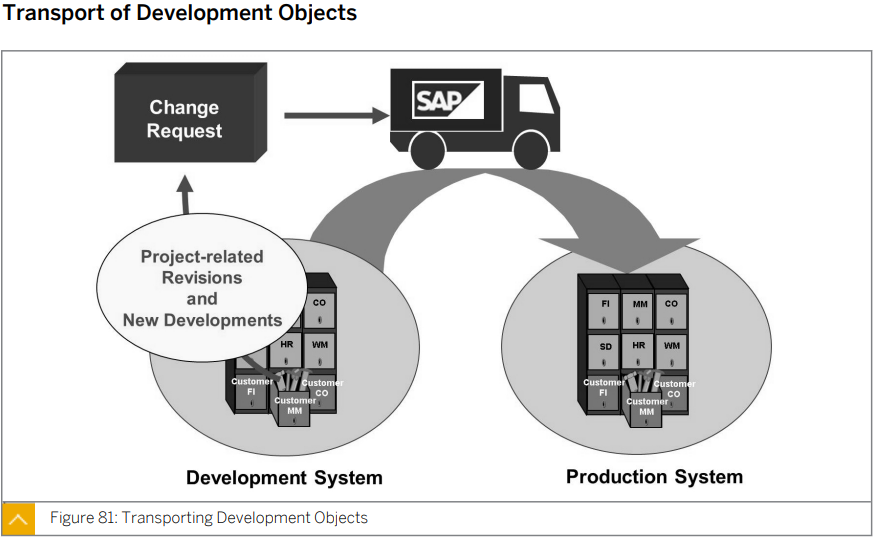 Transport of Development Objects
Change
Request
SAP
Project-related
Revisions
and
New Developments
CO
HR WM
Customer
FI
Customer
CO
Customer
MM
FI MM CO
SD HR WM
Customer
FI
Customer
CO
Customer
MM
Development System
Production System
Figure 81: Transporting Development Objects